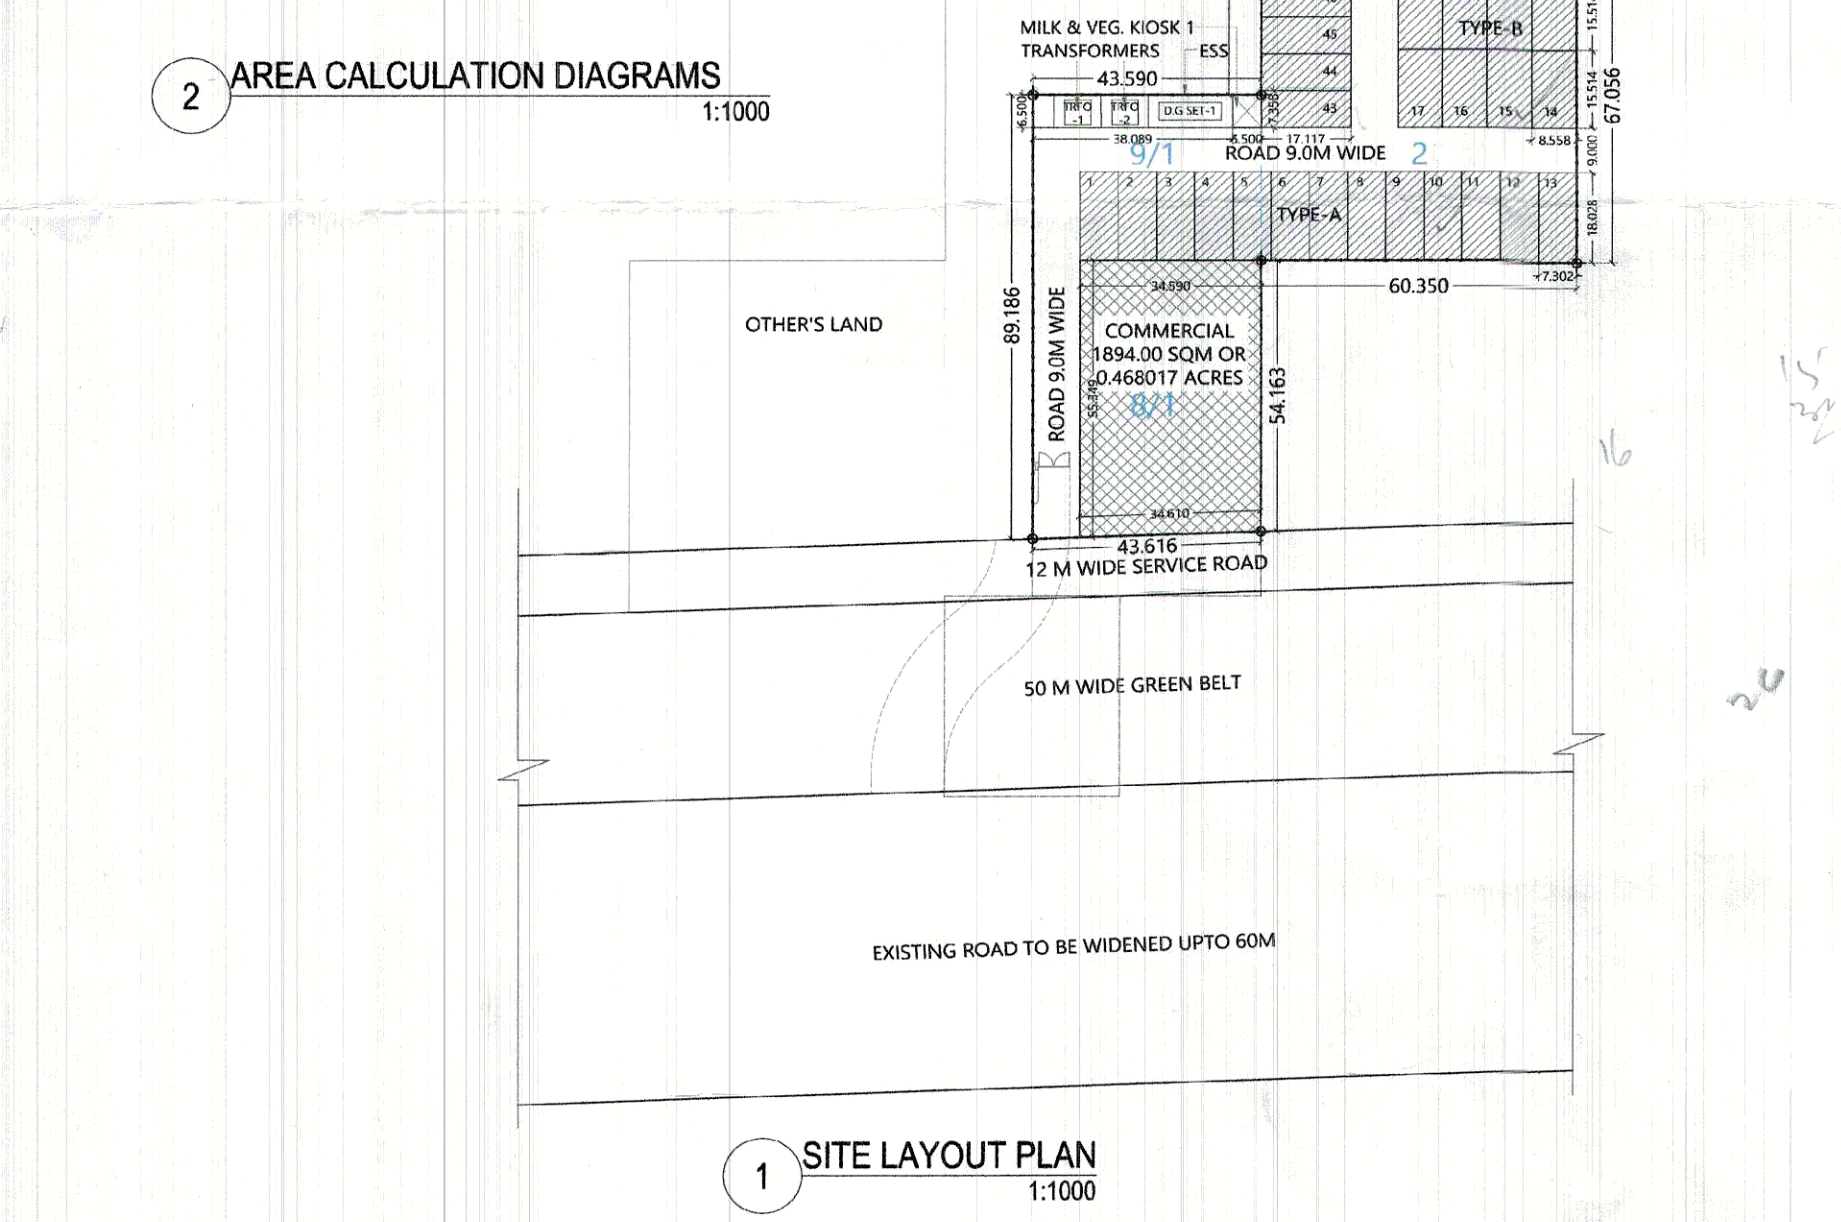 MILK & VEG. KIOSK 1
TRANSFORMERS
ESS
43.590
2
AREA CALCULATION DIAGRAMS
1:1000
45
44
43
TYPE-B
17
16
15
14
15.514
67.056
6.500
TRFO
-1
TRFO
-2
D.G SET-1
7.358
38.089
5.500
17.117
8.558
9/1
ROAD 9.0M WIDE
2
9.000
1
2
3
4
5
6
7
8
9
10
11
12
13
TYPE-A
18.028
7.302
34.590
60.350
89.186
OTHER'S LAND
ROAD 9.0M WIDE
COMMERCIAL
1894.00 SQM OR
0.468017 ACRES
8/1
55.349
54.163
34.610
43.616
12 M WIDE SERVICE ROAD
16
50 M WIDE GREEN BELT
EXISTING ROAD TO BE WIDENED UPTO 60M
1
SITE LAYOUT PLAN
1:1000